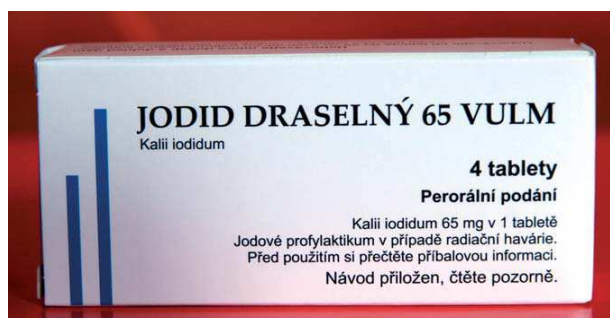 JODID DRASELNÝ 65 VULM
Kalii iodidum
4 tablety
Perorální podání
Kalii iodidum 65 mg v 1 tabletě
Jodové profylaktikum v případě radiační havárie.
Před použitím si přečtěte příbalovou informaci.
Návod přiložen, čtěte pozorně.